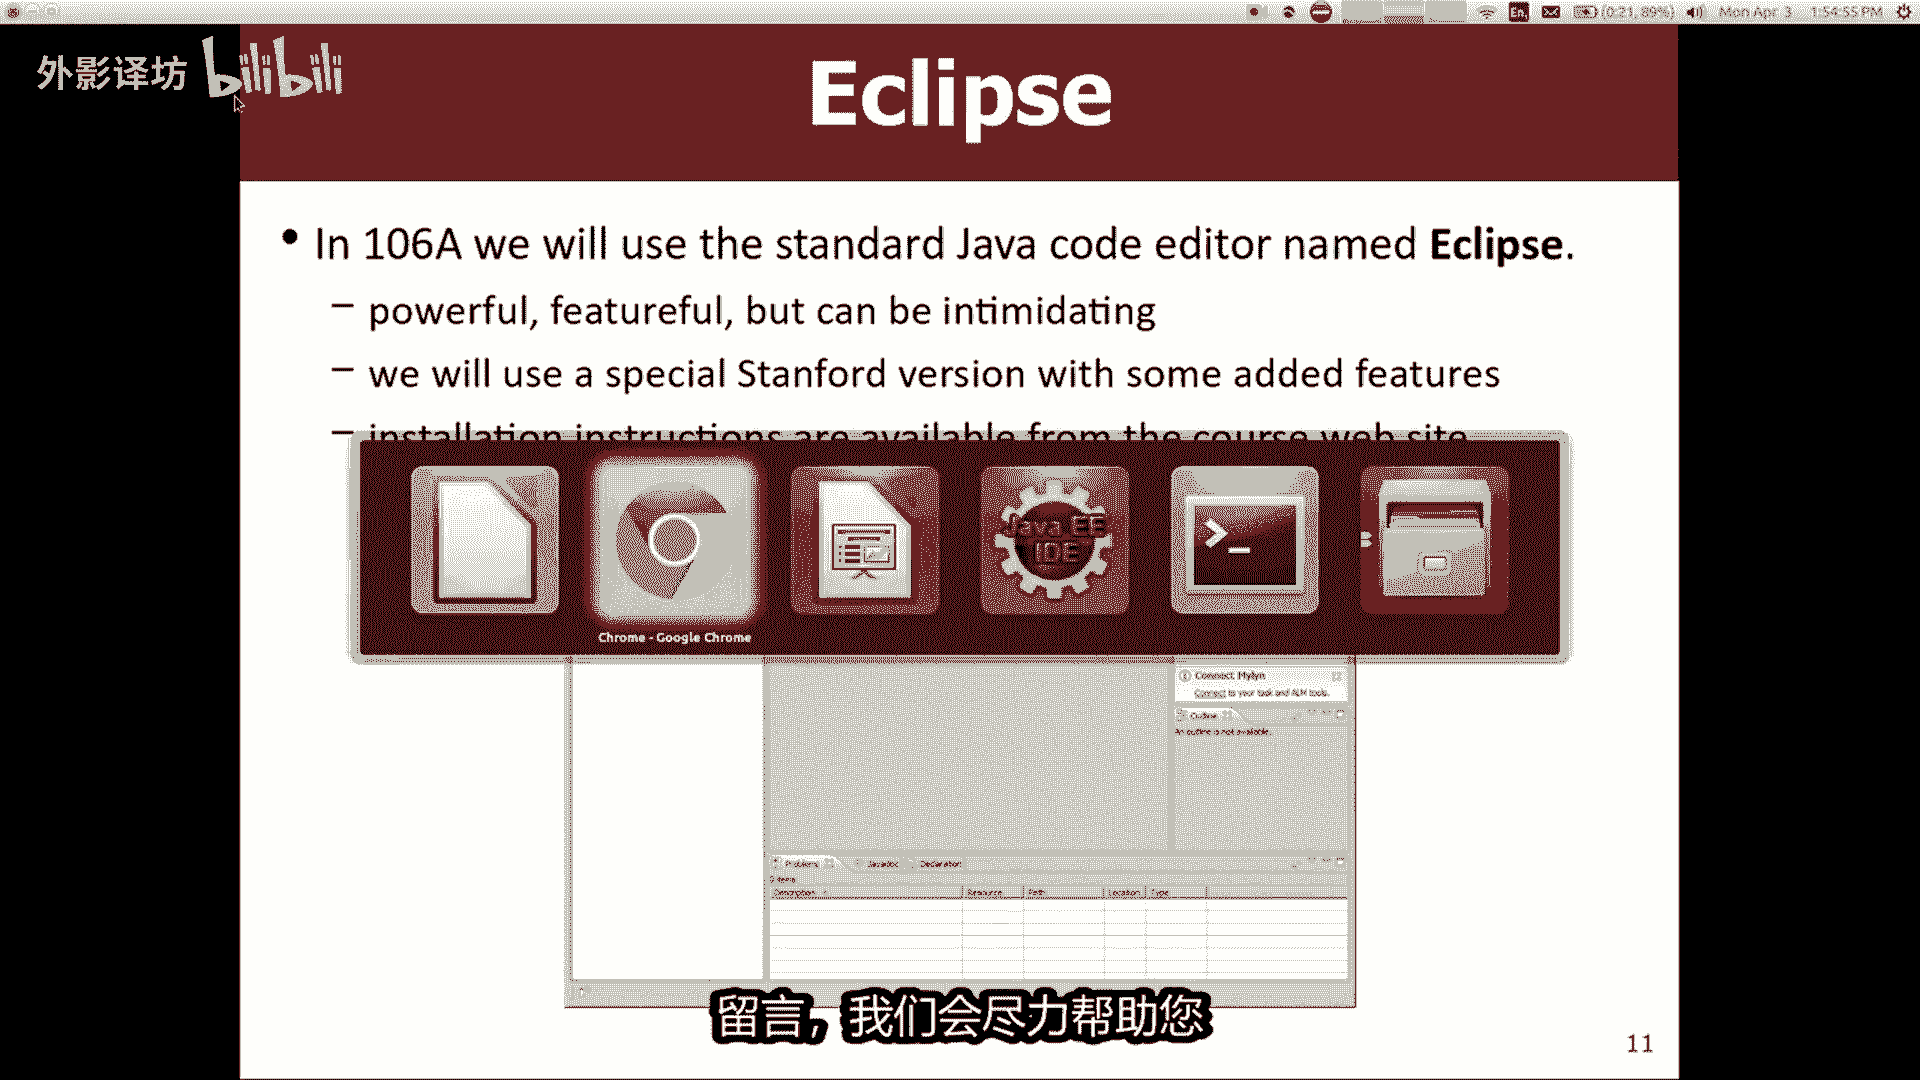 (0:21, 89%) Mon Apr 3 1:54:55 PM
En
外影译坊 bilibili
Eclipse
• In 106A we will use the standard Java code editor named Eclipse.
– powerful, featureful, but can be intimidating
– we will use a special Stanford version with some added features
– installation instructions are available from the course web site
Java EE
IDE
>_
Chrome - Google Chrome
Connect Mylyn
Connect to your task and ALM tools.
Outline
An outline is not available.
Problems Javadoc Declaration
0 items
Description Resource Path Location Type
留言，我们会尽力帮助您
11